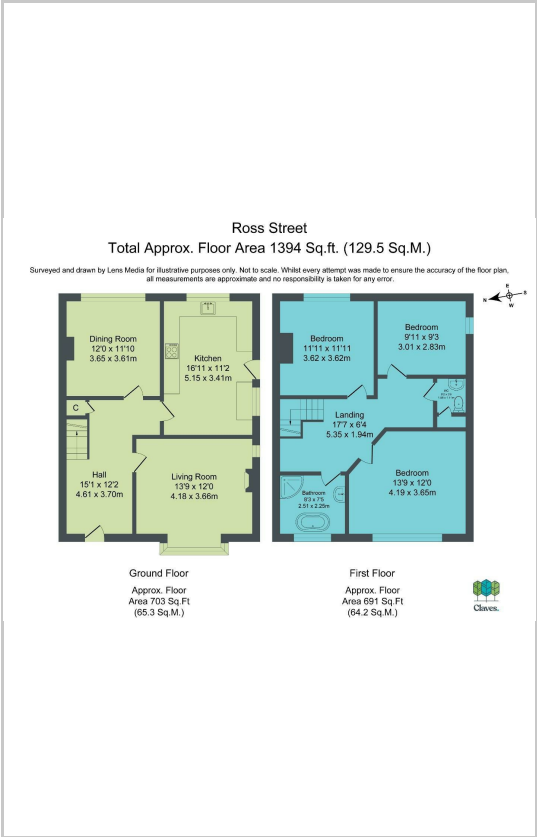 Ross Street
Total Approx. Floor Area 1394 Sq.ft. (129.5 Sq.M.)
Surveyed and drawn by Lens Media for illustrative purposes only. Not to scale. Whilst every attempt was made to ensure the accuracy of the floor plan,
all measurements are approximate and no responsibility is taken for any error.
E
N
S
W
Dining Room
12'0 x 11'10
3.65 x 3.61m
Kitchen
16'11 x 11'2
5.15 x 3.41m
C
Hall
15'1 x 12'2
4.61 x 3.70m
Living Room
13'9 x 12'0
4.18 x 3.66m
Bedroom
11'11 x 11'11
3.62 x 3.62m
Bedroom
9'11 x 9'3
3.01 x 2.83m
Landing
17'7 x 6'4
5.35 x 1.94m
Bedroom
13'9 x 12'0
4.19 x 3.65m
Bathroom
8'3 x 7'5
2.51 x 2.25m
Ground Floor
Approx. Floor
Area 703 Sq.Ft
(65.3 Sq.M.)
First Floor
Approx. Floor
Area 691 Sq.Ft
(64.2 Sq.M.)
Claves.